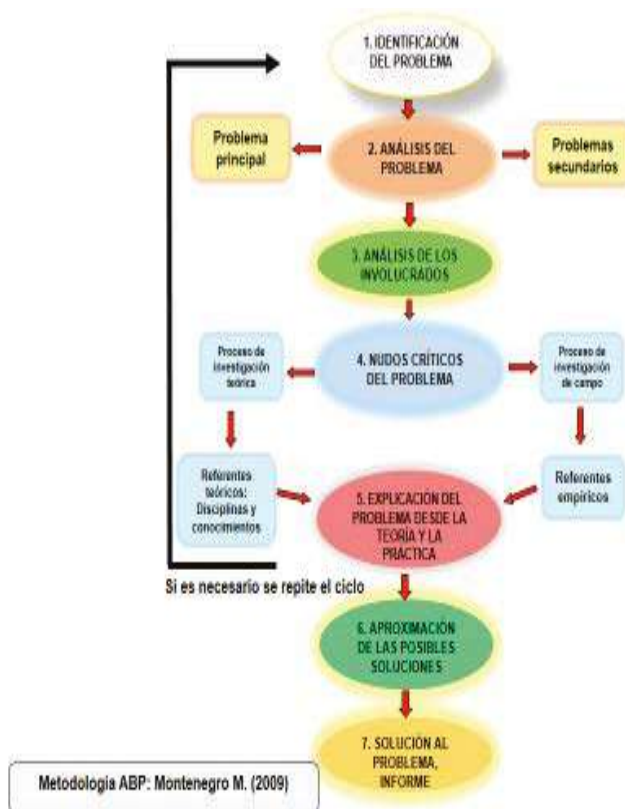 1. IDENTIFICACIÓN
DEL PROBLEMA
Problema
principal
2. ANÁLISIS DEL
PROBLEMA
Problemas
secundarios
3. ANÁLISIS DE LOS
INVOLUCRADOS
Proceso de
investigación
teórica
4. NUDOS CRÍTICOS
DEL PROBLEMA
Proceso de
investigación
de campo
Referentes
teóricos:
Disciplinas y
conocimientos
5. EXPLICACIÓN DEL
PROBLEMA DESDE LA
TEORÍA Y LA
PRÁCTICA
Referentes
empíricos
Si es necesario se repite el ciclo
6. APROXIMACIÓN
DE LAS POSIBLES
SOLUCIONES
7. SOLUCIÓN AL
PROBLEMA,
INFORME
Metodología ABP: Montenegro M. (2009)